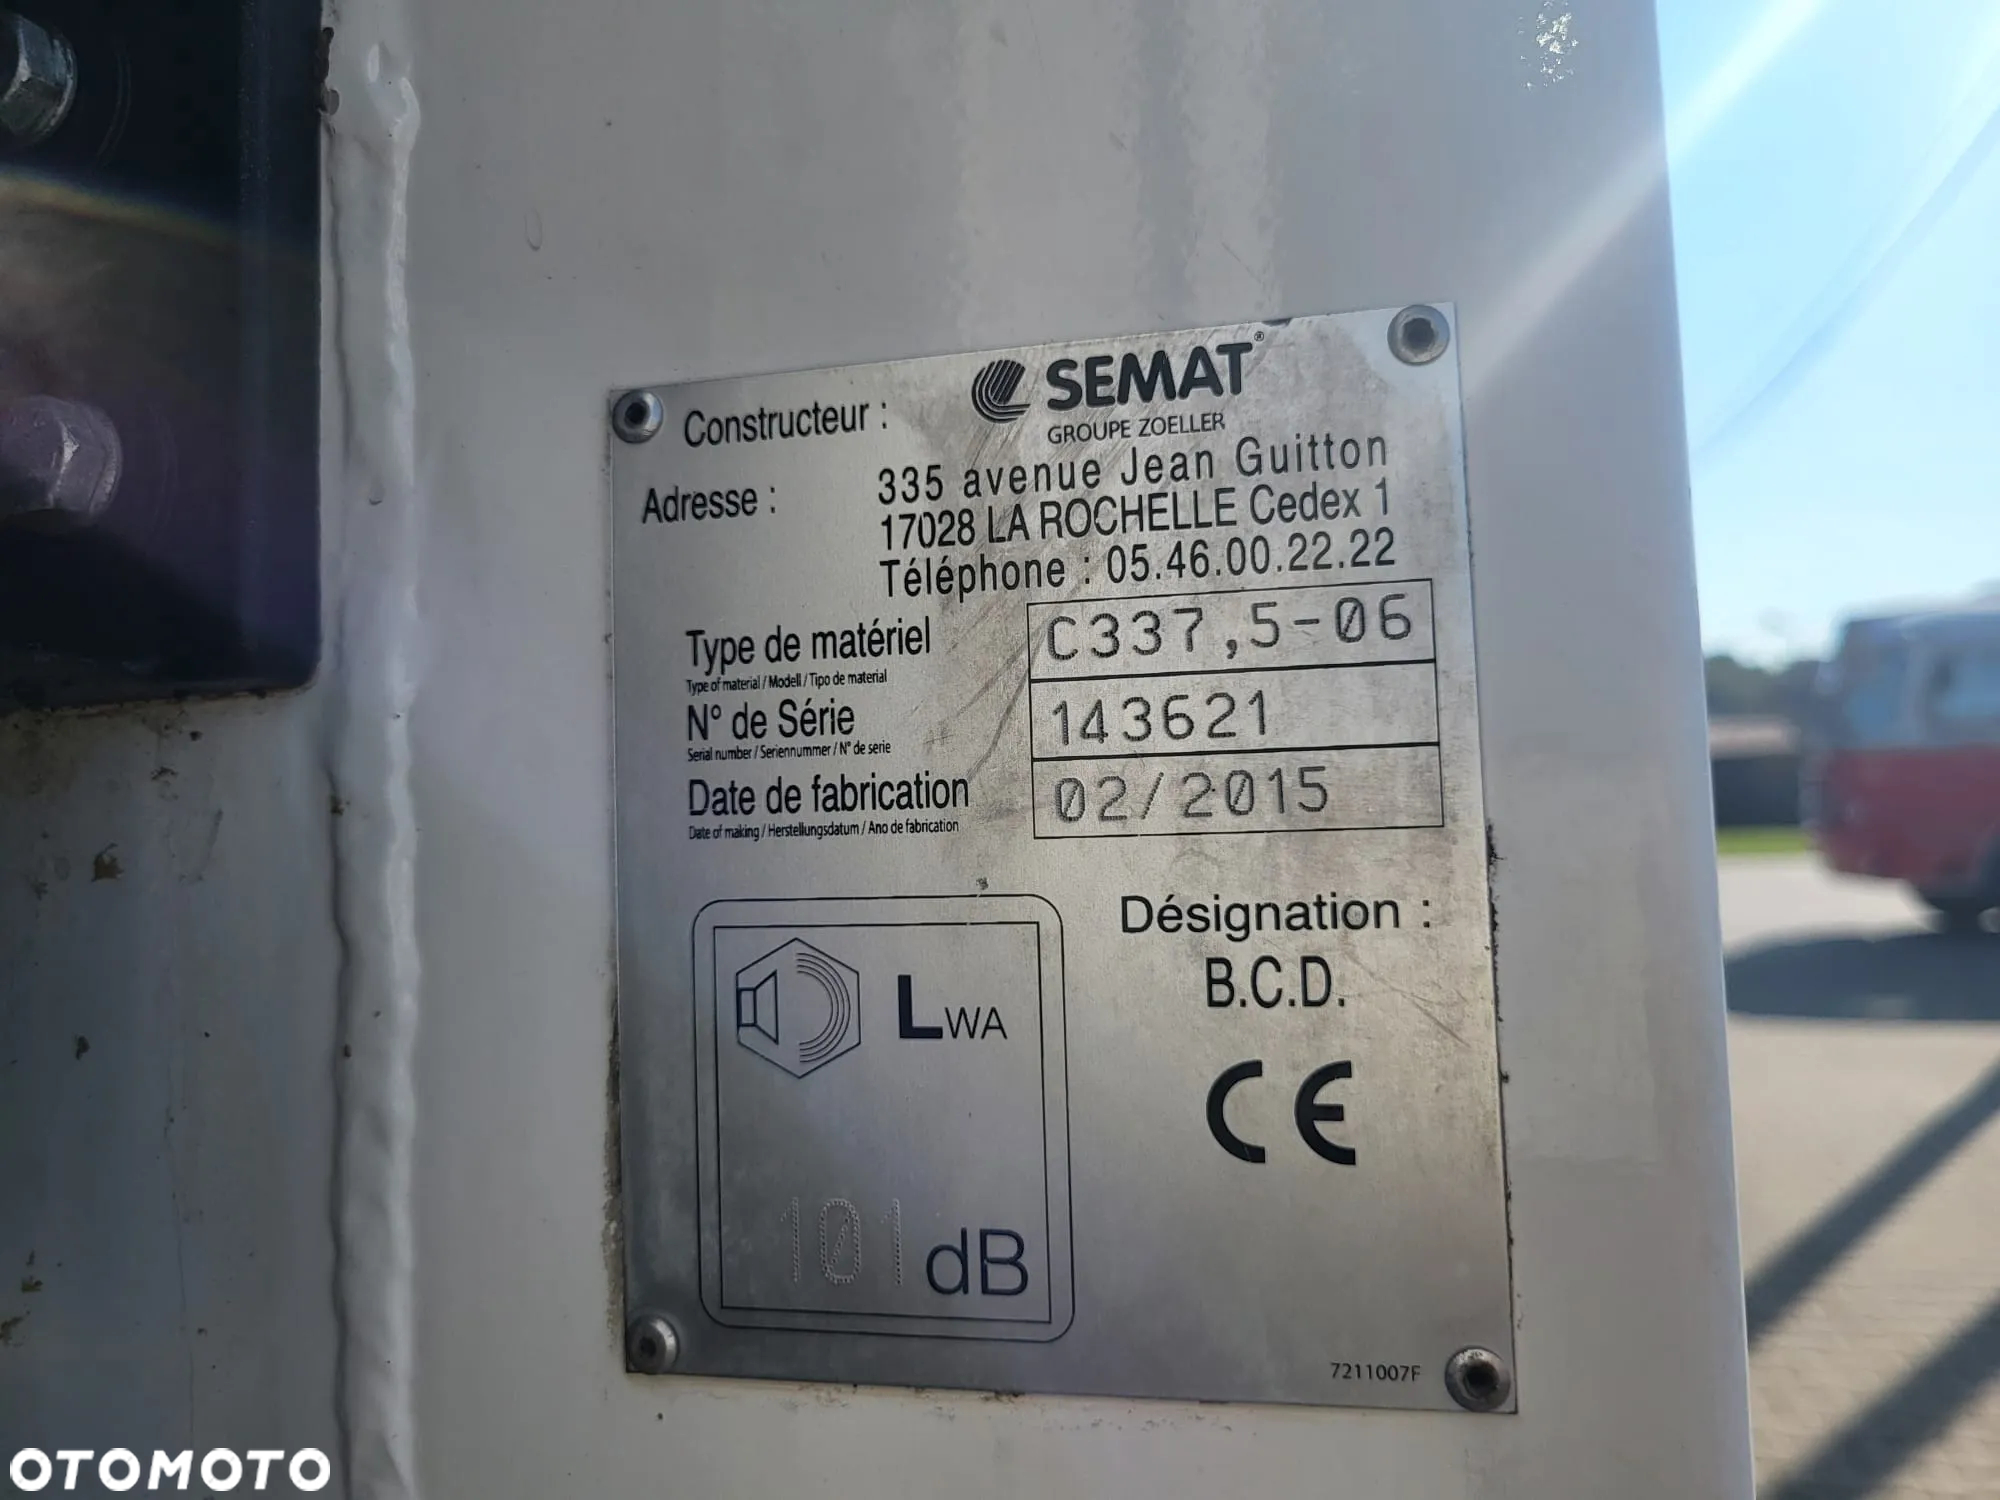 SEMAT®
GROUPE ZOELLER
Constructeur :
Adresse : 335 avenue Jean Guitton
17028 LA ROCHELLE Cedex 1
Téléphone : 05.46.00.22.22
Type de matériel C337,5-06
Type of material / Modell / Tipo de material
N° de Série 143621
Serial number / Seriennummer / N° de serie
Date de fabrication 02/2015
Date of making / Herstellungsdatum / Ano de fabrication
LWA
101 dB
Désignation :
B.C.D.
CE
7211007F
OTOMOTO